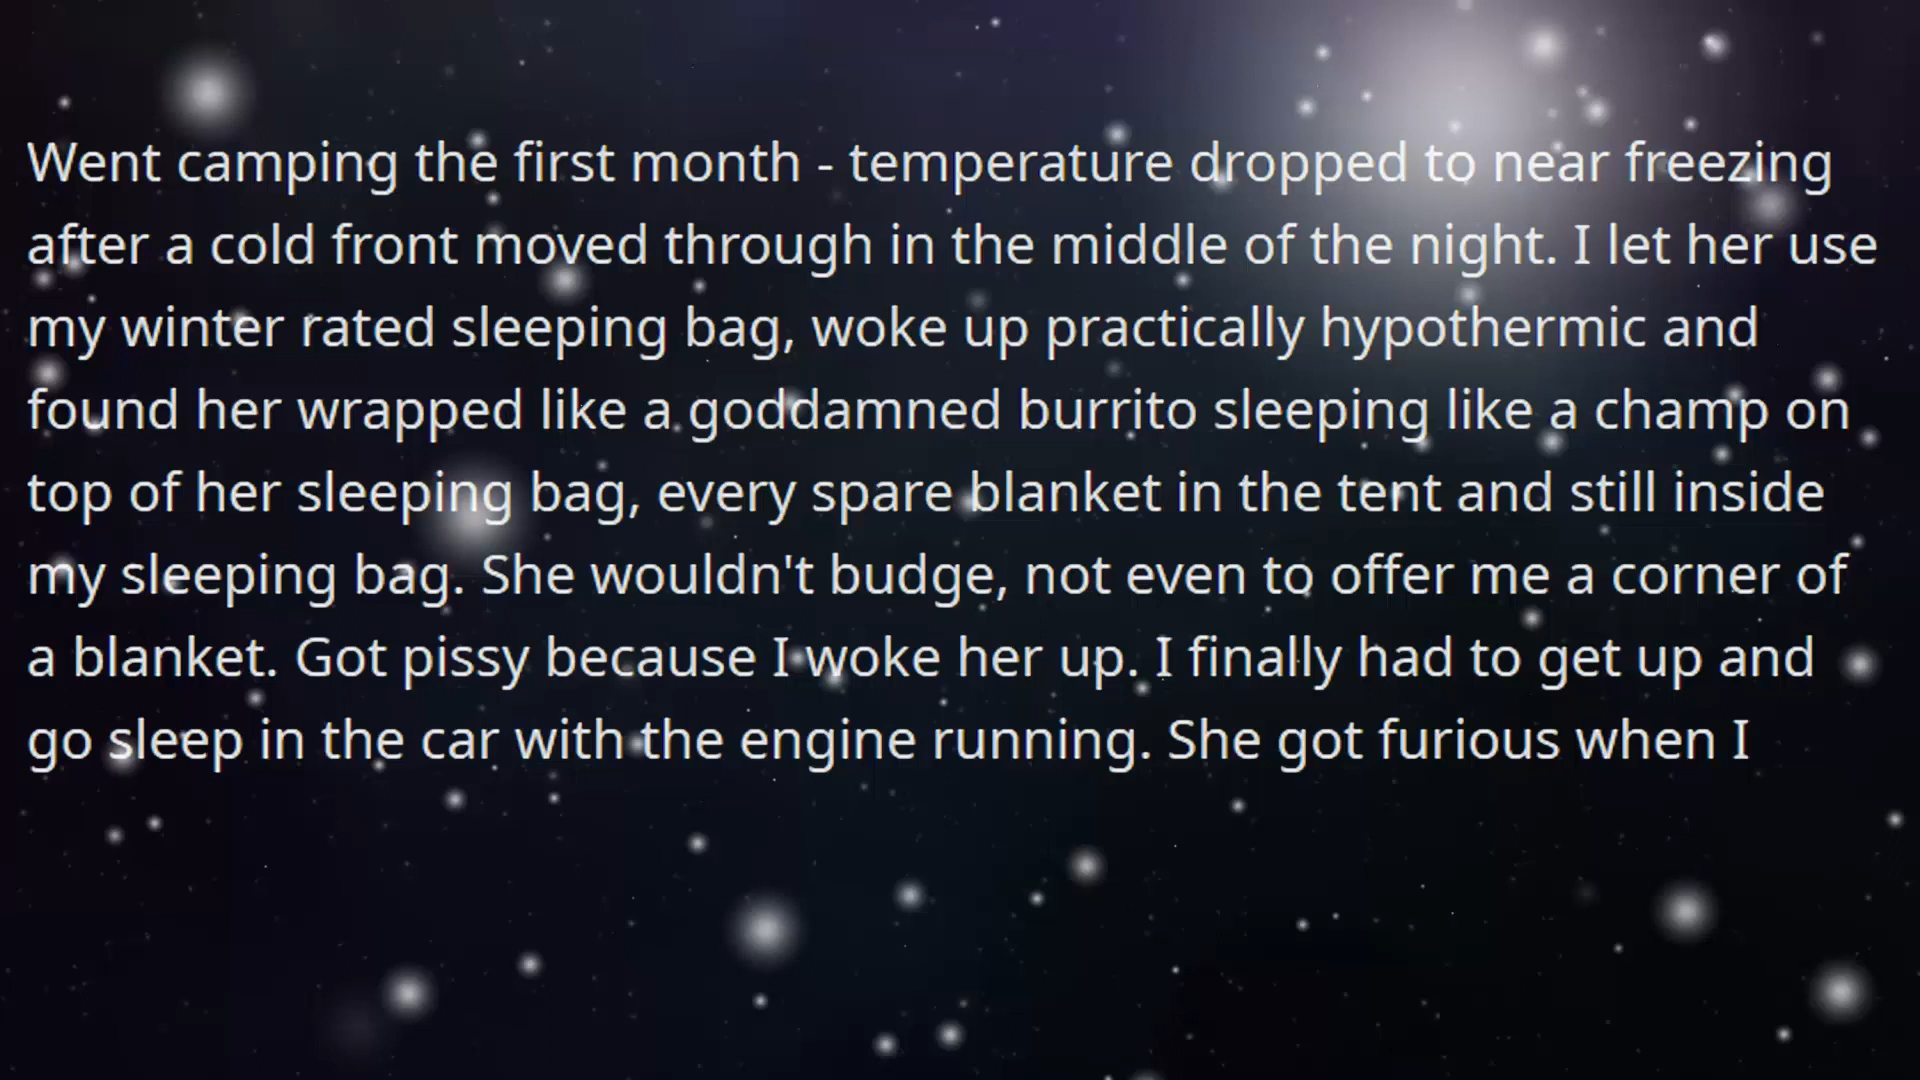 Went camping the first month - temperature dropped to near freezing
after a cold front moved through in the middle of the night. I let her use
my winter rated sleeping bag, woke up practically hypothermic and
found her wrapped like a goddamned burrito sleeping like a champ on
top of her sleeping bag, every spare blanket in the tent and still inside
my sleeping bag. She wouldn't budge, not even to offer me a corner of
a blanket. Got pissy because I woke her up. I finally had to get up and
go sleep in the car with the engine running. She got furious when I